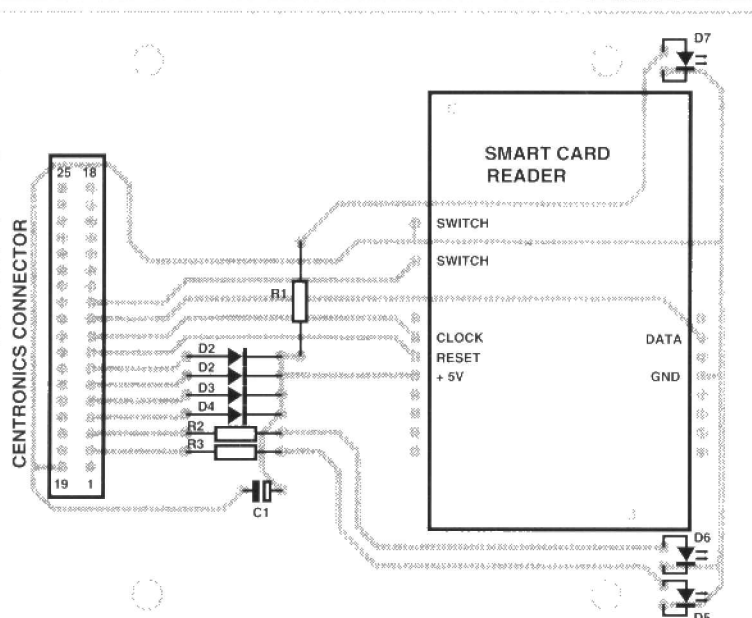 D7
25 18
SMART CARD
READER
CENTRONICS CONNECTOR
SWITCH
SWITCH
R1
CLOCK
DATA
D2
RESET
D2
+ 5V
GND
D3
D4
R2
R3
19 1
C1
D6
D5